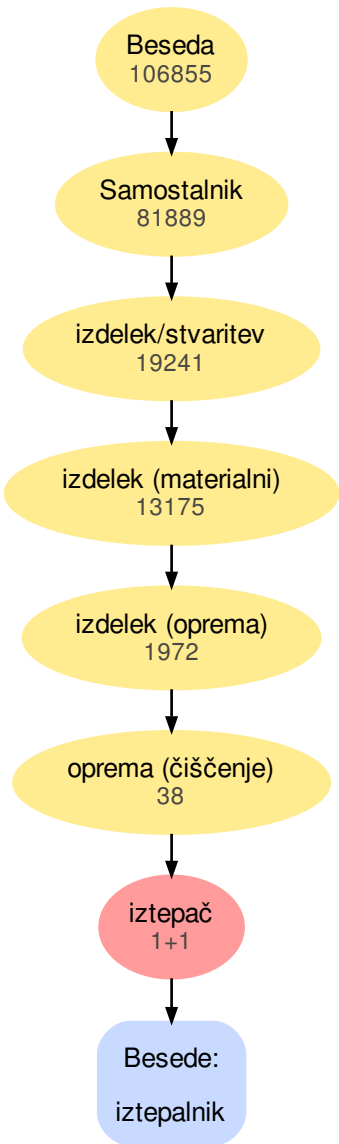 Beseda
106855
Samostalnik
81889
izdelek/stvaritev
19241
izdelek (materialni)
13175
izdelek (oprema)
1972
oprema (čiščenje)
38
iztepač
1+1
Besede:
iztepalnik